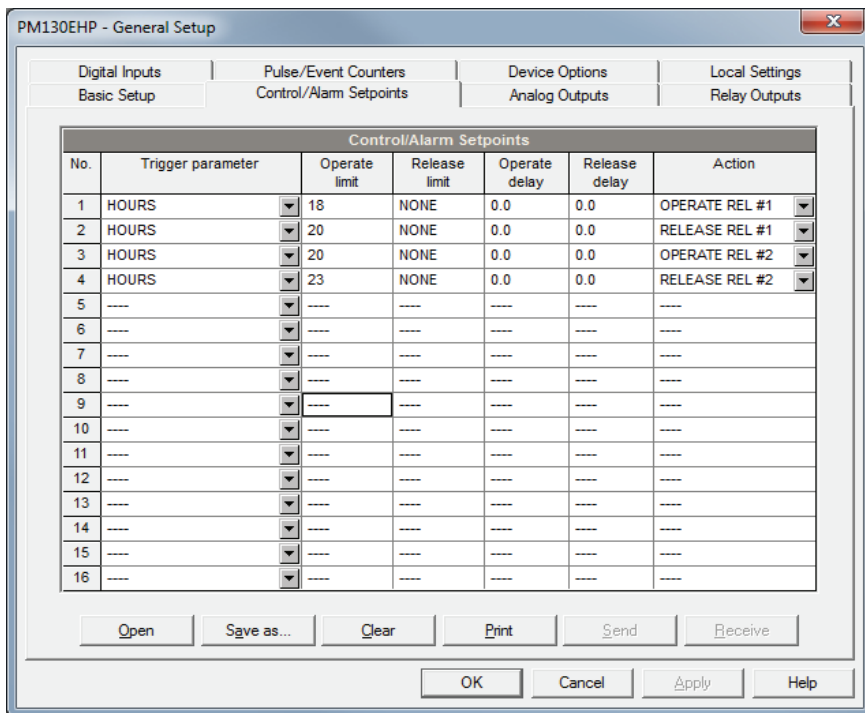 PM130EHP - General Setup
x
Digital Inputs Pulse/Event Counters Device Options Local Settings
Basic Setup Control/Alarm Setpoints Analog Outputs Relay Outputs
Control/Alarm Setpoints
No. Trigger parameter Operate limit Release limit Operate delay Release delay Action
1 HOURS 18 NONE 0.0 0.0 OPERATE REL #1
2 HOURS 20 NONE 0.0 0.0 RELEASE REL #1
3 HOURS 20 NONE 0.0 0.0 OPERATE REL #2
4 HOURS 23 NONE 0.0 0.0 RELEASE REL #2
5 ---- ---- ---- ---- ---- ----
6 ---- ---- ---- ---- ---- ----
7 ---- ---- ---- ---- ---- ----
8 ---- ---- ---- ---- ---- ----
9 ---- ---- ---- ---- ---- ----
10 ---- ---- ---- ---- ---- ----
11 ---- ---- ---- ---- ---- ----
12 ---- ---- ---- ---- ---- ----
13 ---- ---- ---- ---- ---- ----
14 ---- ---- ---- ---- ---- ----
15 ---- ---- ---- ---- ---- ----
16 ---- ---- ---- ---- ---- ----
Open Save as... Clear Print Send Receive
OK Cancel Apply Help